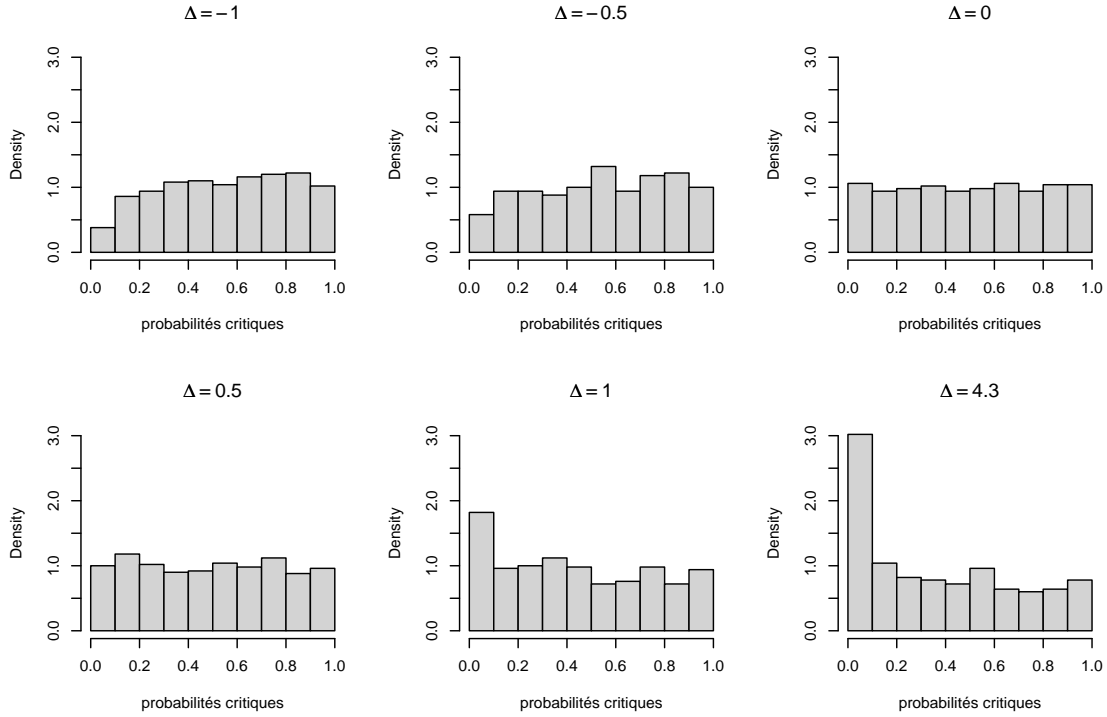 Δ = −1
Δ = −0.5
Δ = 0
Density
0.0 1.0 2.0 3.0
0.0 0.2 0.4 0.6 0.8 1.0
probabilités critiques
Density
0.0 1.0 2.0 3.0
0.0 0.2 0.4 0.6 0.8 1.0
probabilités critiques
Density
0.0 1.0 2.0 3.0
0.0 0.2 0.4 0.6 0.8 1.0
probabilités critiques
Δ = 0.5
Δ = 1
Δ = 4.3
Density
0.0 1.0 2.0 3.0
0.0 0.2 0.4 0.6 0.8 1.0
probabilités critiques
Density
0.0 1.0 2.0 3.0
0.0 0.2 0.4 0.6 0.8 1.0
probabilités critiques
Density
0.0 1.0 2.0 3.0
0.0 0.2 0.4 0.6 0.8 1.0
probabilités critiques